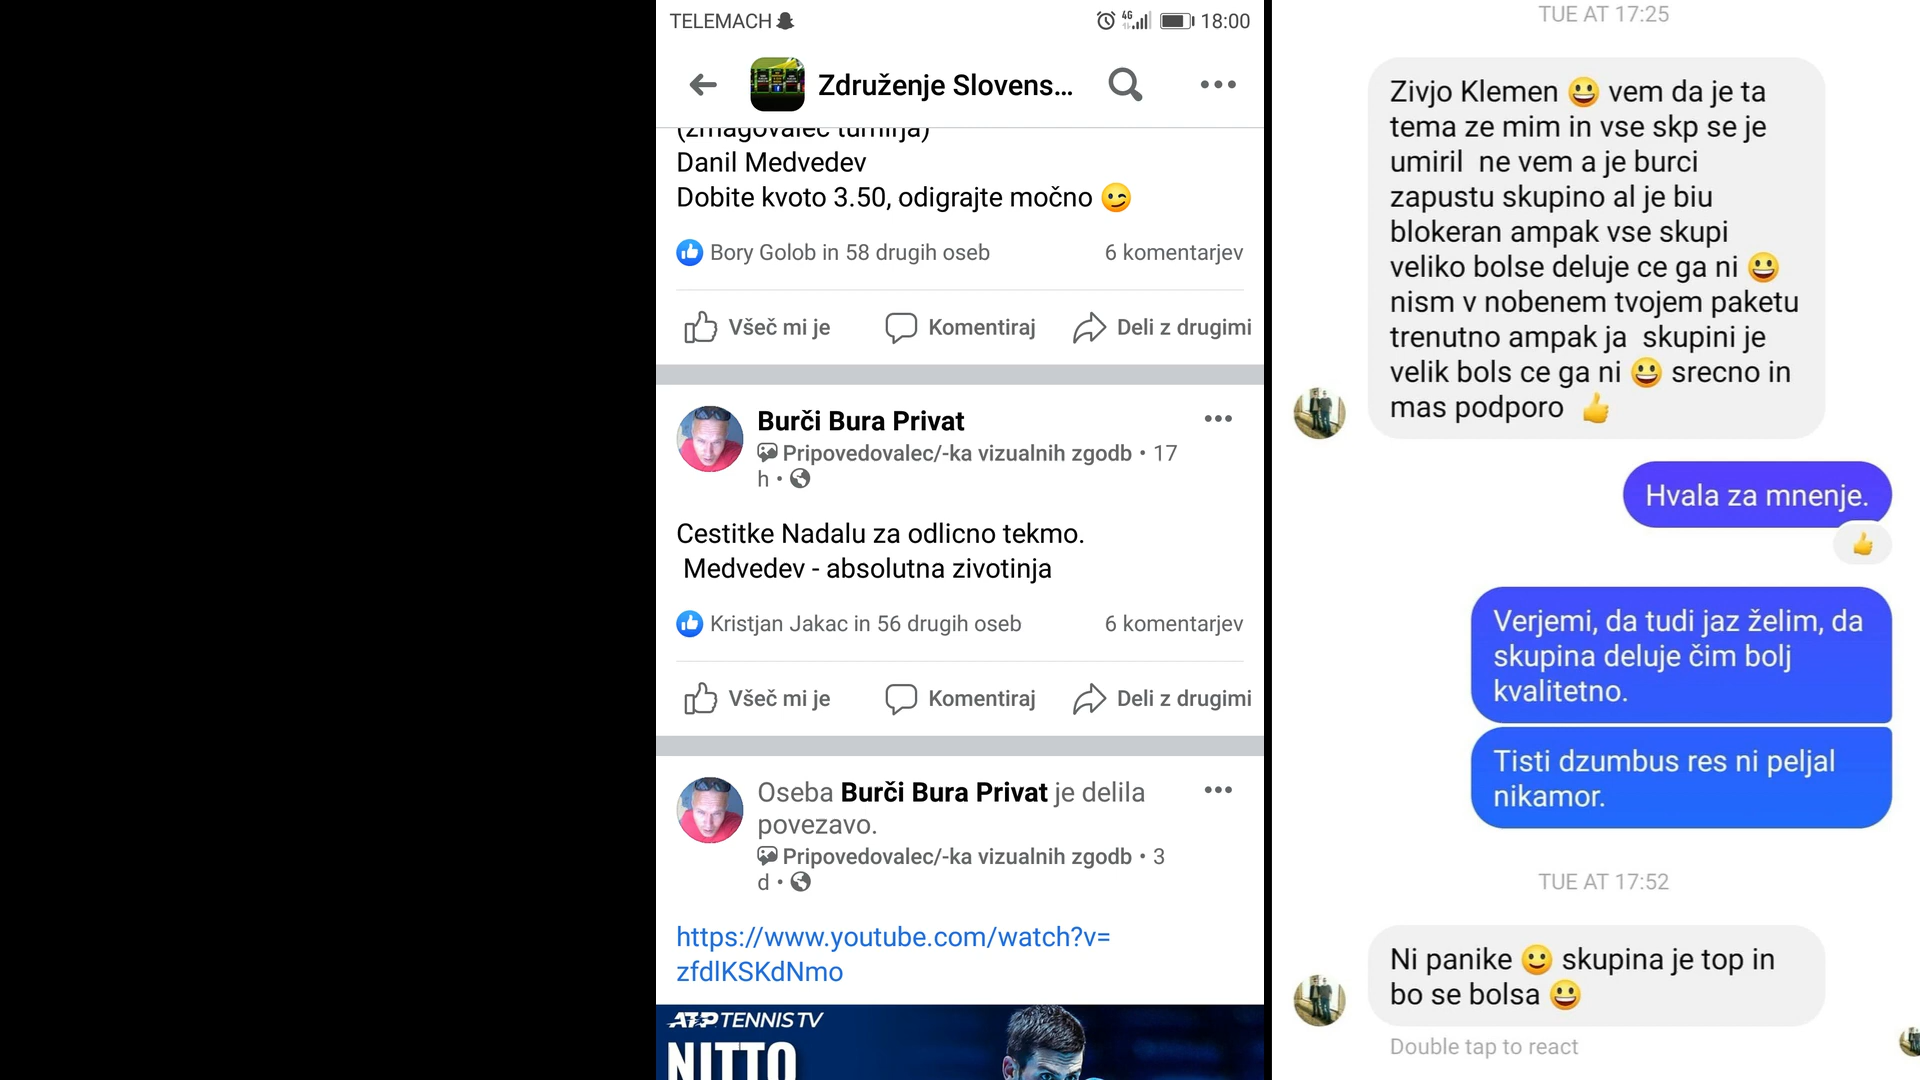 TELEMACH
4G
18:00
Združenje Slovens...
(zmagovalec turnirja)
Danil Medvedev
Dobite kvoto 3.50, odigrajte močno 😉
Bory Golob in 58 drugih oseb
6 komentarjev
Všeč mi je
Komentiraj
Deli z drugimi
Burči Bura Privat
Pripovedovalec/-ka vizualnih zgodb • 17
h •
Cestitke Nadalu za odlicno tekmo.
Medvedev - absolutna zivotinja
Kristjan Jakac in 56 drugih oseb
6 komentarjev
Všeč mi je
Komentiraj
Deli z drugimi
Oseba Burči Bura Privat je delila
povezavo.
Pripovedovalec/-ka vizualnih zgodb • 3
d •
https://www.youtube.com/watch?v=
zfdlKSKdNmo
ATP TENNIS TV
NITTO
TUE AT 17:25
Zivjo Klemen 😀 vem da je ta
tema ze mim in vse skp se je
umiril  ne vem a je burci
zapustu skupino al je biu
blokeran ampak vse skupi
veliko bolse deluje ce ga ni 😀
nism v nobenem tvojem paketu
trenutno ampak ja  skupini je
velik bols ce ga ni 😀 srecno in
mas podporo 👍
Hvala za mnenje.
👍
Verjemi, da tudi jaz želim, da
skupina deluje čim bolj
kvalitetno.
Tisti dzumbus res ni peljal
nikamor.
TUE AT 17:52
Ni panike 🙂 skupina je top in
bo se bolsa 😀
Double tap to react